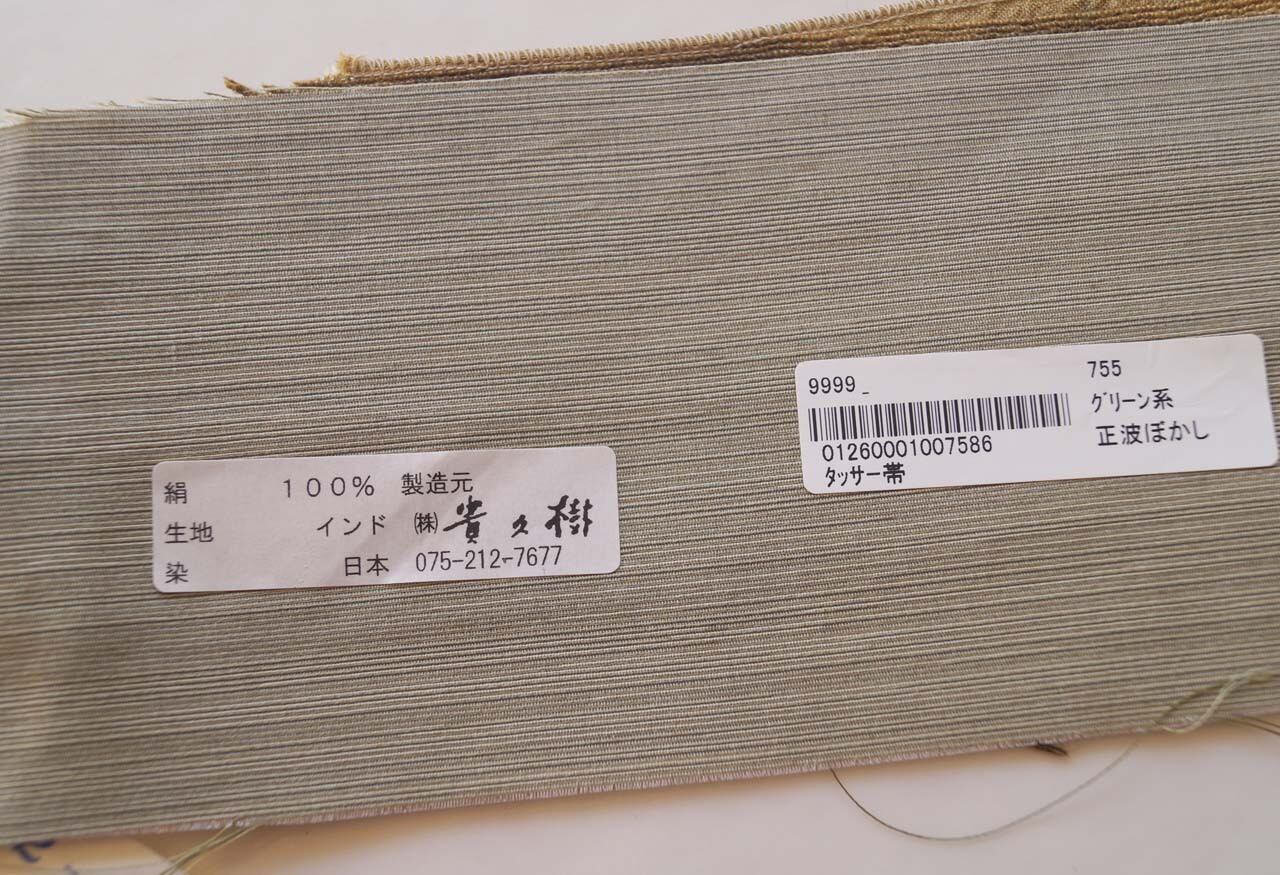 絹 100% 製造元
生地 インド ㈱貴久樹
染 日本 075-212-7677
9999_
01260001007586
ﾀｯｻｰ帯
755
ｸﾞﾘｰﾝ系
正波ぼかし